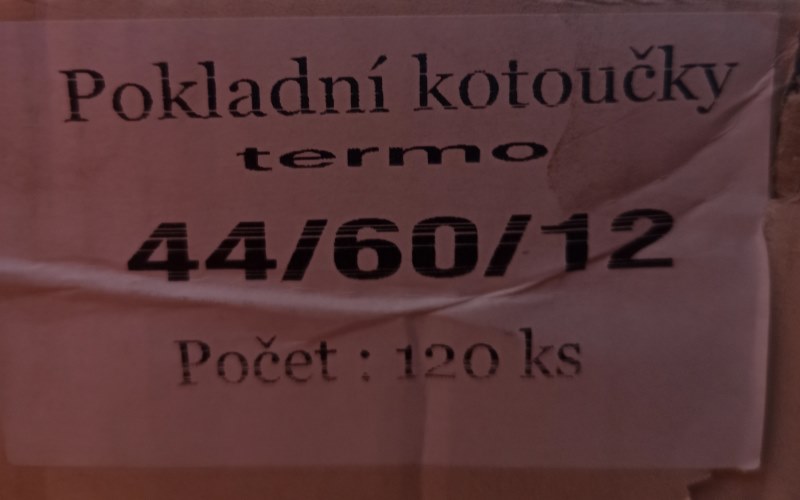 Pokladní kotoučky
termo
44/60/12
Počet : 120 ks